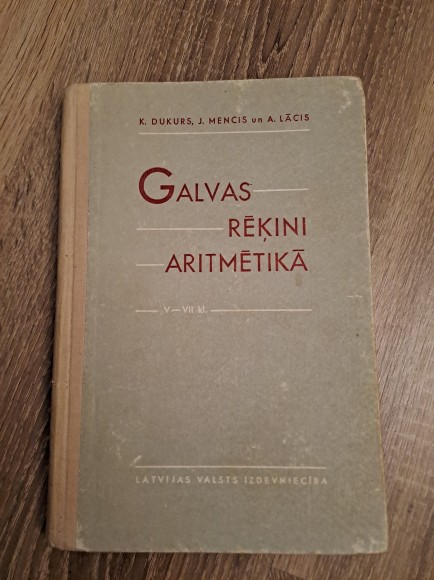 K. DUKURS, J. MENCIS un A. LĀCIS
GALVAS
RĒĶINI
ARITMĒTIKĀ
V—VII kl.
LATVIJAS VALSTS IZDEVNIECĪBA